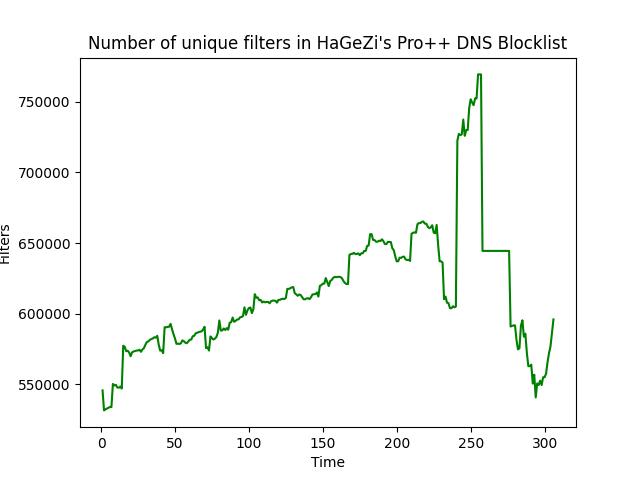 Number of unique filters in HaGeZi's Pro++ DNS Blocklist
Filters
750000
700000
650000
600000
550000
0 50 100 150 200 250 300
Time